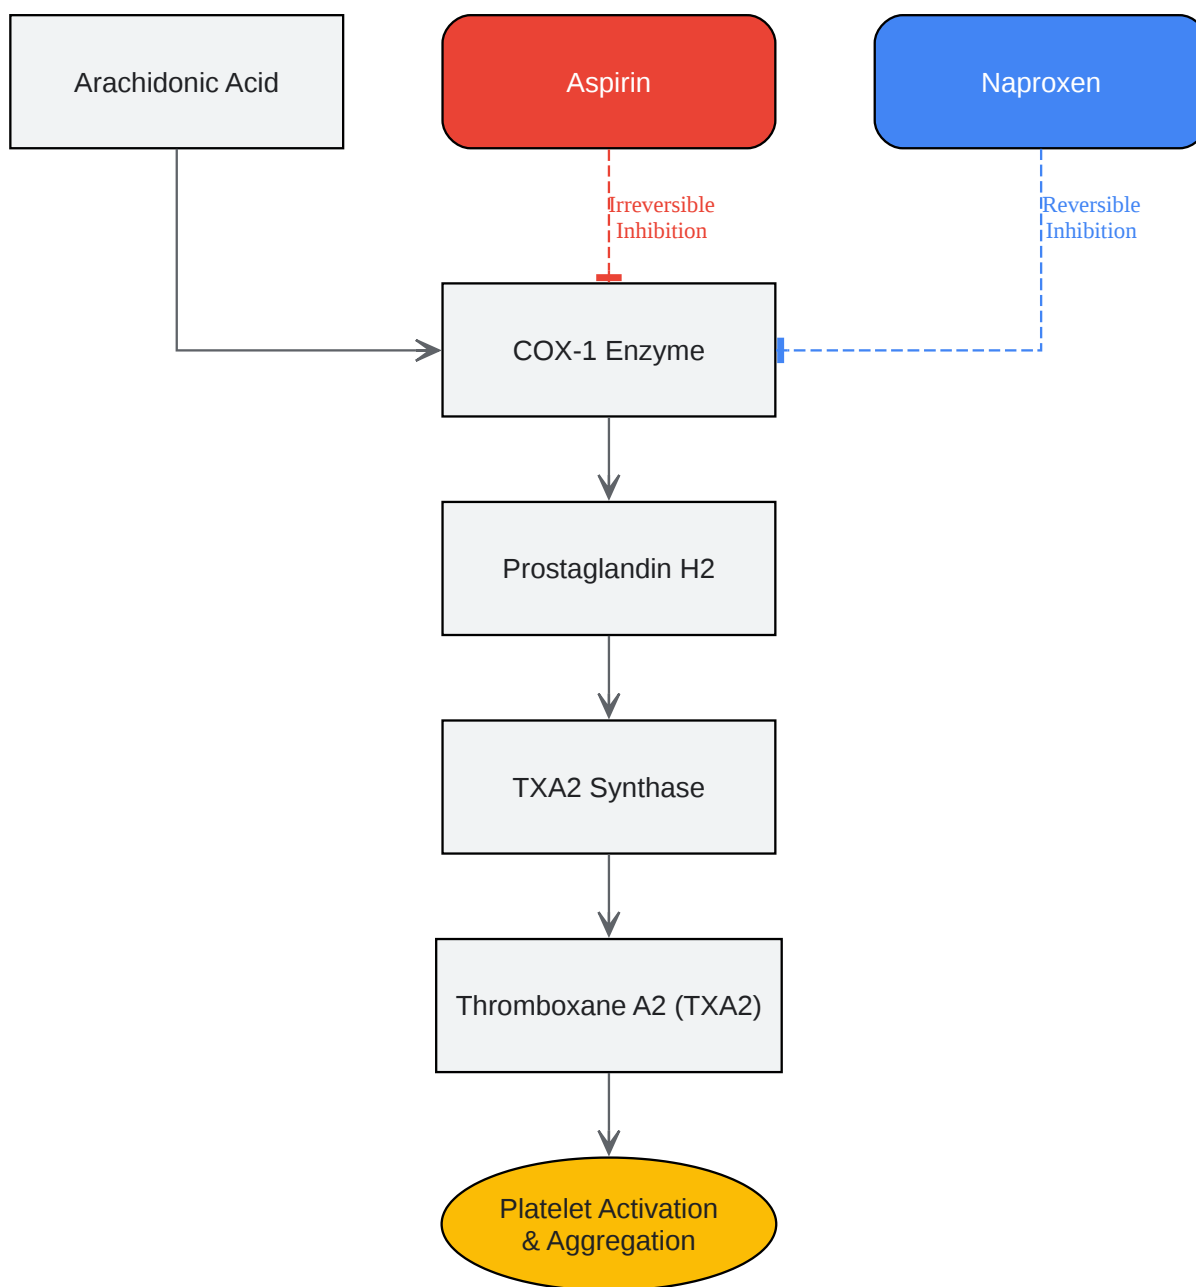 Arachidonic Acid
Aspirin
Naproxen
Irreversible
Inhibition
Reversible
Inhibition
COX-1 Enzyme
Prostaglandin H2
TXA2 Synthase
Thromboxane A2 (TXA2)
Platelet Activation
& Aggregation